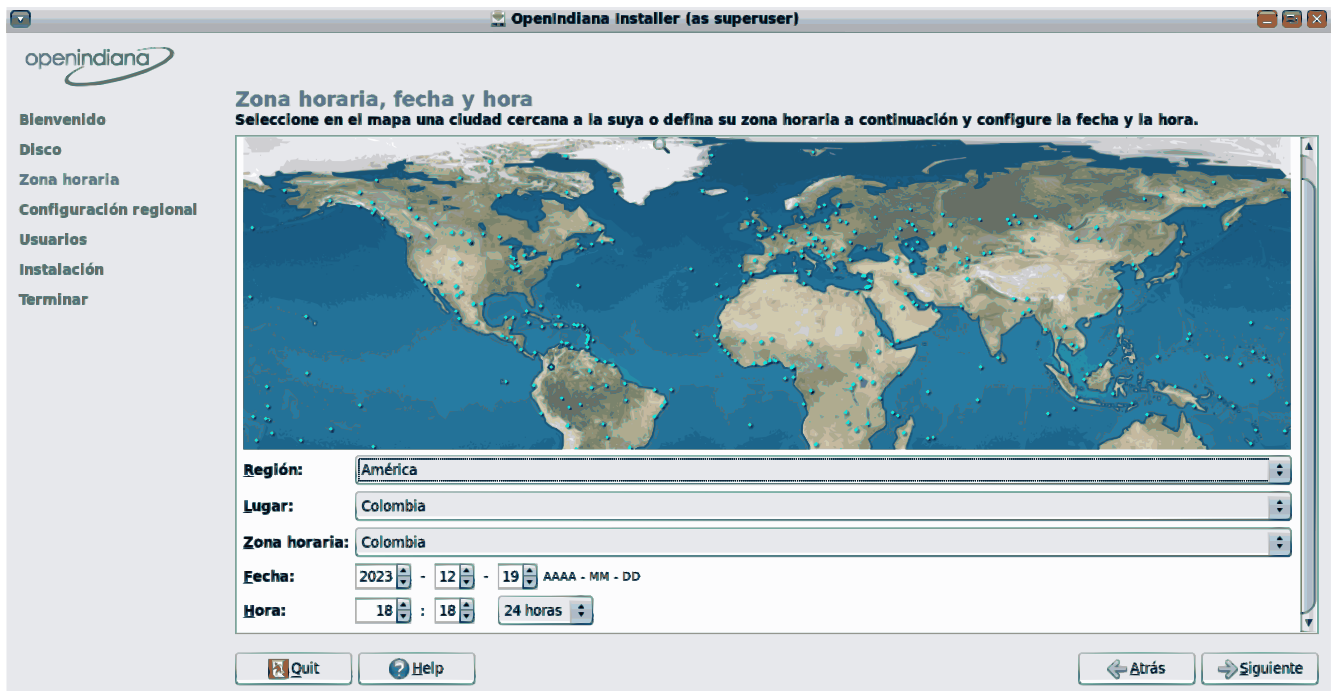 OpenIndiana Installer (as superuser)
openindiana
Bienvenido
Disco
Zona horaria
Configuración regional
Usuarios
Instalación
Terminar
Zona horaria, fecha y hora
Seleccione en el mapa una ciudad cercana a la suya o defina su zona horaria a continuación y configure la fecha y la hora.
Región: América
Lugar: Colombia
Zona horaria: Colombia
Fecha: 2023 - 12 - 19 AAAA - MM - DD
Hora: 18 : 18 24 horas
Quit Help Atrás Siguiente